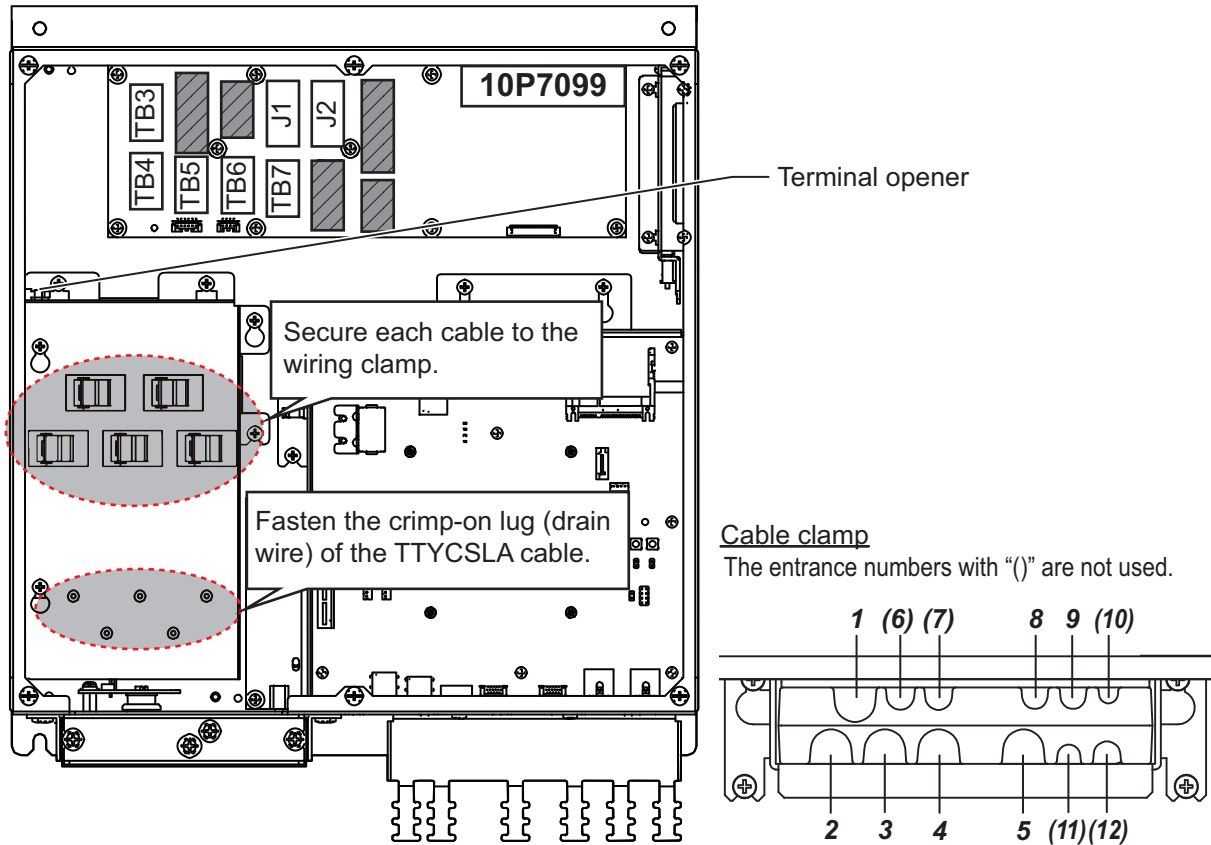 10P7099
TB3
J1
J2
TB4
TB5
TB6
TB7
Terminal opener
Secure each cable to the
wiring clamp.
Fasten the crimp-on lug (drain
wire) of the TTYCSLA cable.
Cable clamp
The entrance numbers with “()” are not used.
1 (6) (7) 8 9 (10)
2 3 4 5 (11) (12)